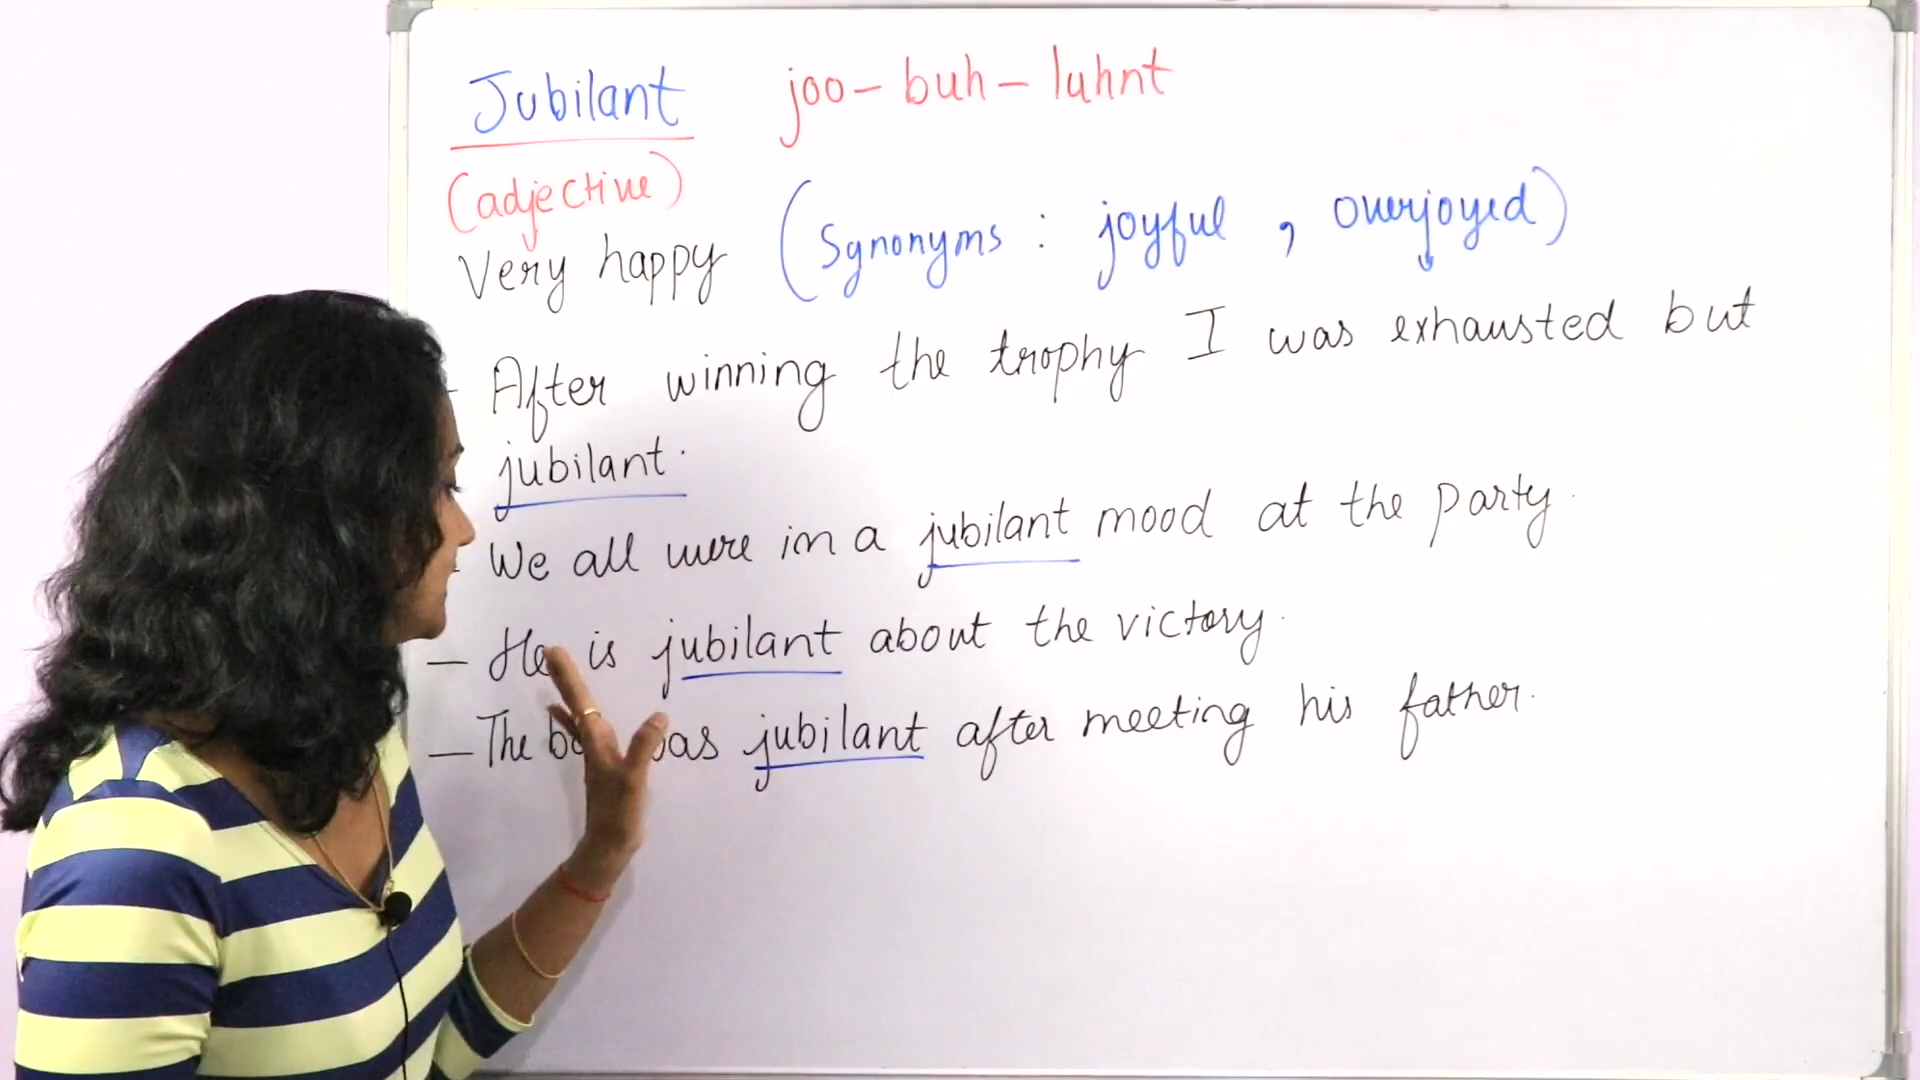 Jubilant joo-buh-luhnt
(adjective)
Very happy (Synonyms : joyful , overjoyed)
- After winning the trophy I was exhausted but
jubilant.
- We all were in a jubilant mood at the party.
- He is jubilant about the victory.
- The was jubilant after meeting his father.